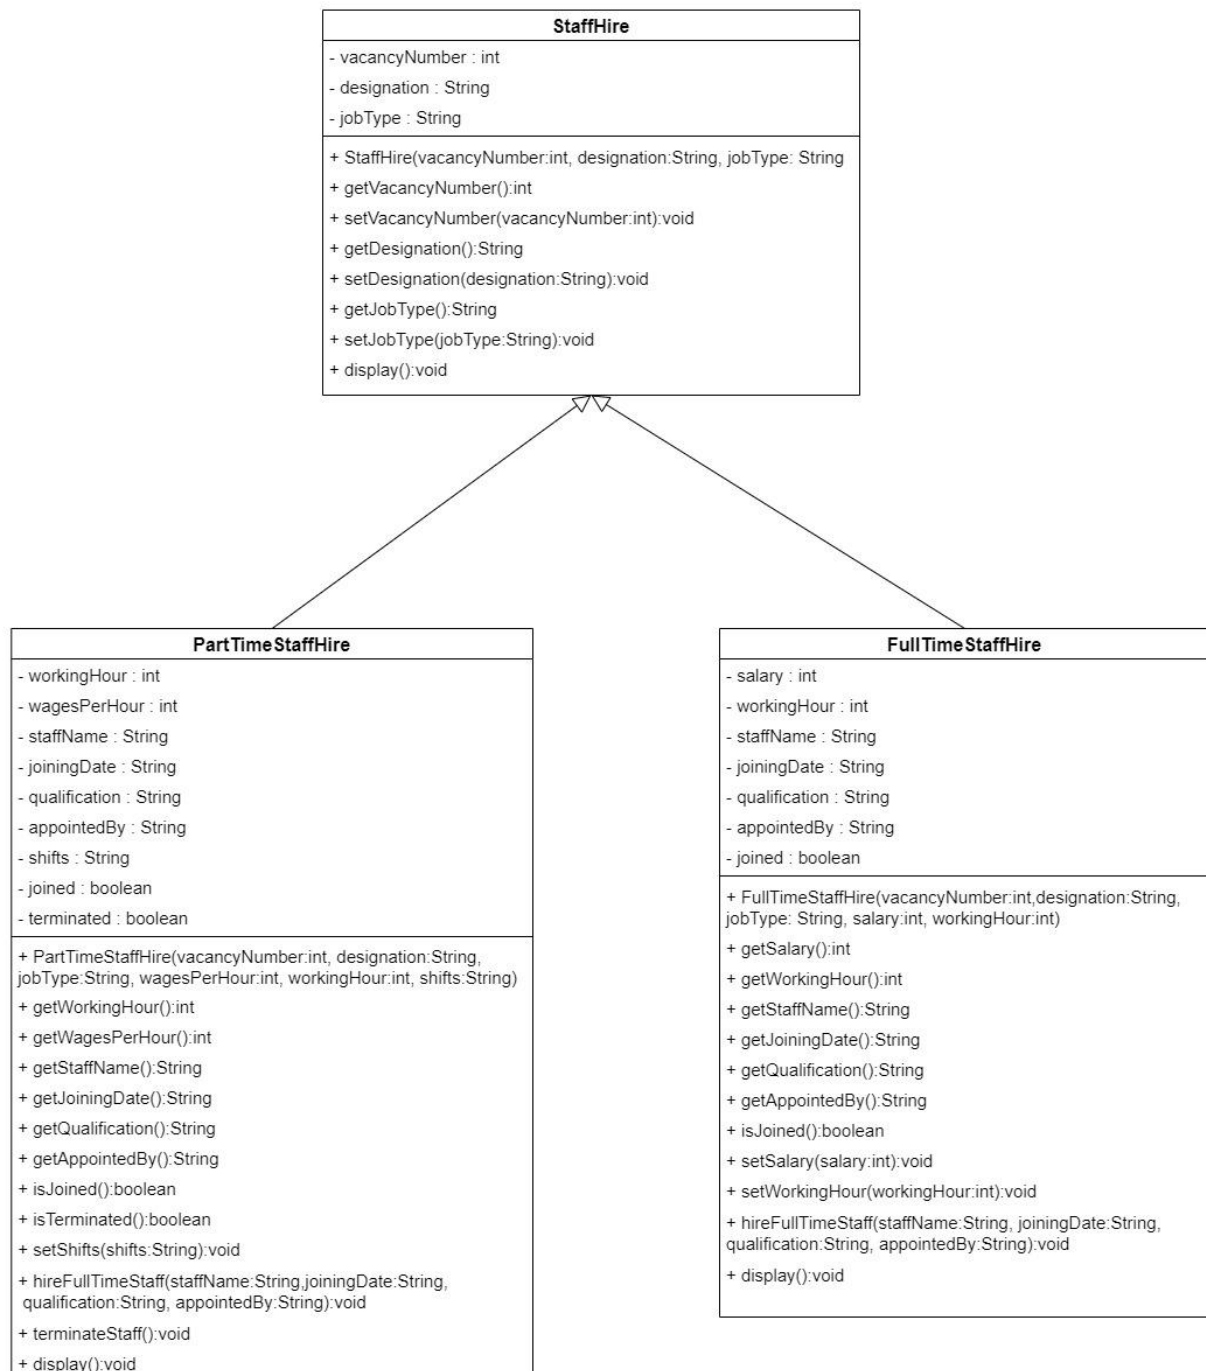 StaffHire
- vacancyNumber : int
- designation : String
- jobType : String
+ StaffHire(vacancyNumber:int, designation:String, jobType: String
+ getVacancyNumber():int
+ setVacancyNumber(vacancyNumber:int):void
+ getDesignation():String
+ setDesignation(designation:String):void
+ getJobType():String
+ setJobType(jobType:String):void
+ display():void
PartTimeStaffHire
- workingHour : int
- wagesPerHour : int
- staffName : String
- joiningDate : String
- qualification : String
- appointedBy : String
- shifts : String
- joined : boolean
- terminated : boolean
+ PartTimeStaffHire(vacancyNumber:int, designation:String,
jobType:String, wagesPerHour:int, workingHour:int, shifts:String)
+ getWorkingHour():int
+ getWagesPerHour():int
+ getStaffName():String
+ getJoiningDate():String
+ getQualification():String
+ getAppointedBy():String
+ isJoined():boolean
+ isTerminated():boolean
+ setShifts(shifts:String):void
+ hireFullTimeStaff(staffName:String,joiningDate:String,
qualification:String, appointedBy:String):void
+ terminateStaff():void
+ display():void
FullTimeStaffHire
- salary : int
- workingHour : int
- staffName : String
- joiningDate : String
- qualification : String
- appointedBy : String
- joined : boolean
+ FullTimeStaffHire(vacancyNumber:int,designation:String,
jobType: String, salary:int, workingHour:int)
+ getSalary():int
+ getWorkingHour():int
+ getStaffName():String
+ getJoiningDate():String
+ getQualification():String
+ getAppointedBy():String
+ isJoined():boolean
+ setSalary(salary:int):void
+ setWorkingHour(workingHour:int):void
+ hireFullTimeStaff(staffName:String, joiningDate:String,
qualification:String, appointedBy:String):void
+ display():void